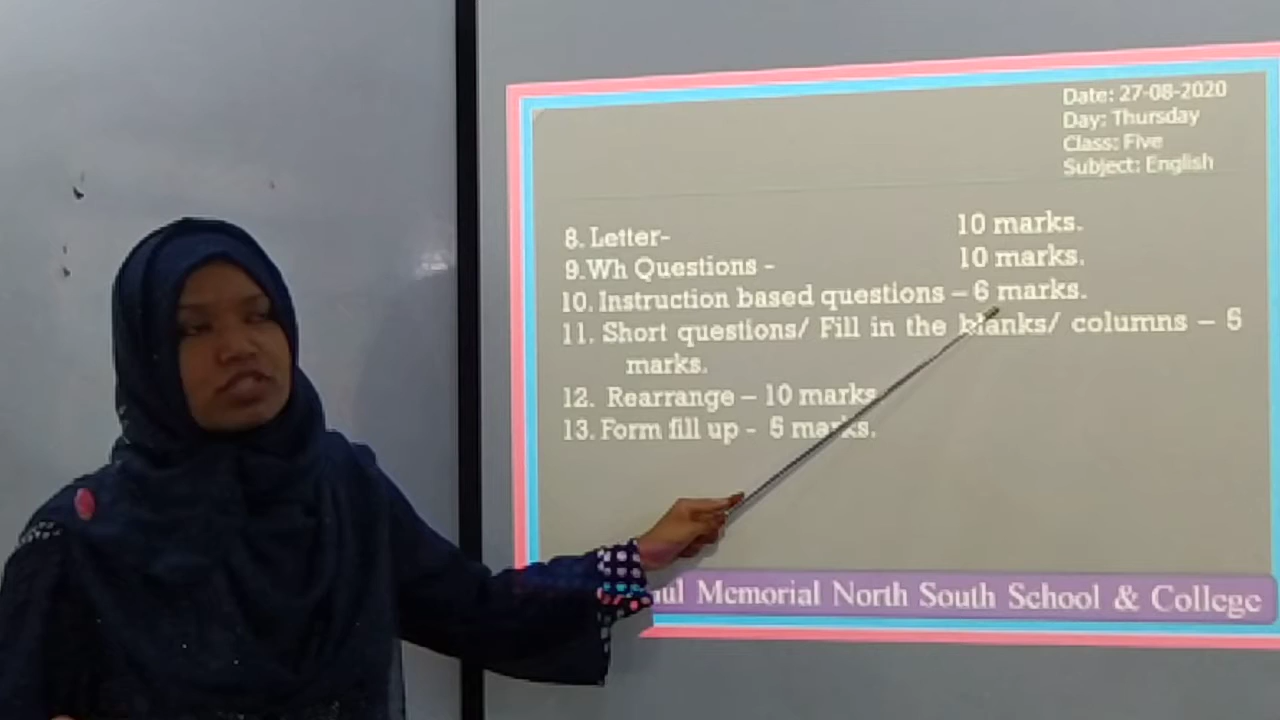 Date: 27-08-2020
Day: Thursday
Class: Five
Subject: English
8. Letter- 10 marks.
9.Wh Questions - 10 marks.
10. Instruction based questions – 6 marks.
11. Short questions/ Fill in the blanks/ columns – 5
marks.
12. Rearrange – 10 marks
13. Form fill up - 5 marks.
Memorial North South School & College